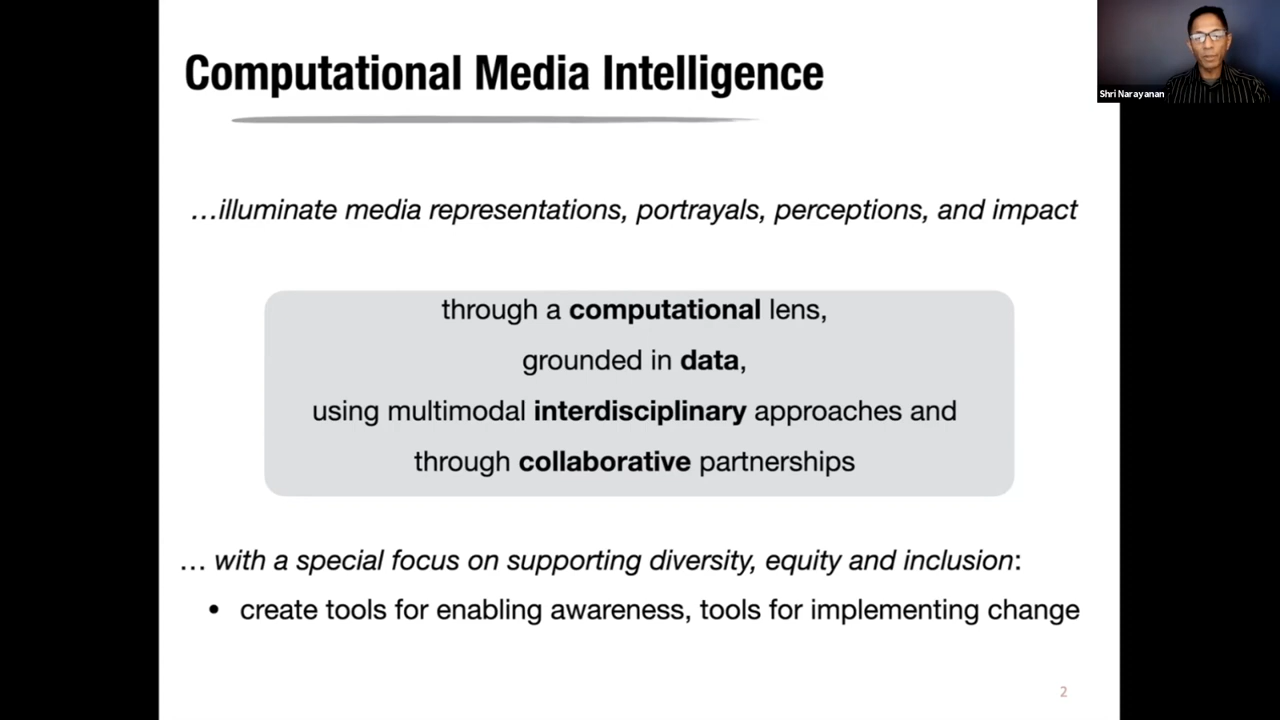 Computational Media Intelligence
Shri Narayanan
…illuminate media representations, portrayals, perceptions, and impact
through a computational lens,
grounded in data,
using multimodal interdisciplinary approaches and
through collaborative partnerships
… with a special focus on supporting diversity, equity and inclusion:
• create tools for enabling awareness, tools for implementing change
2